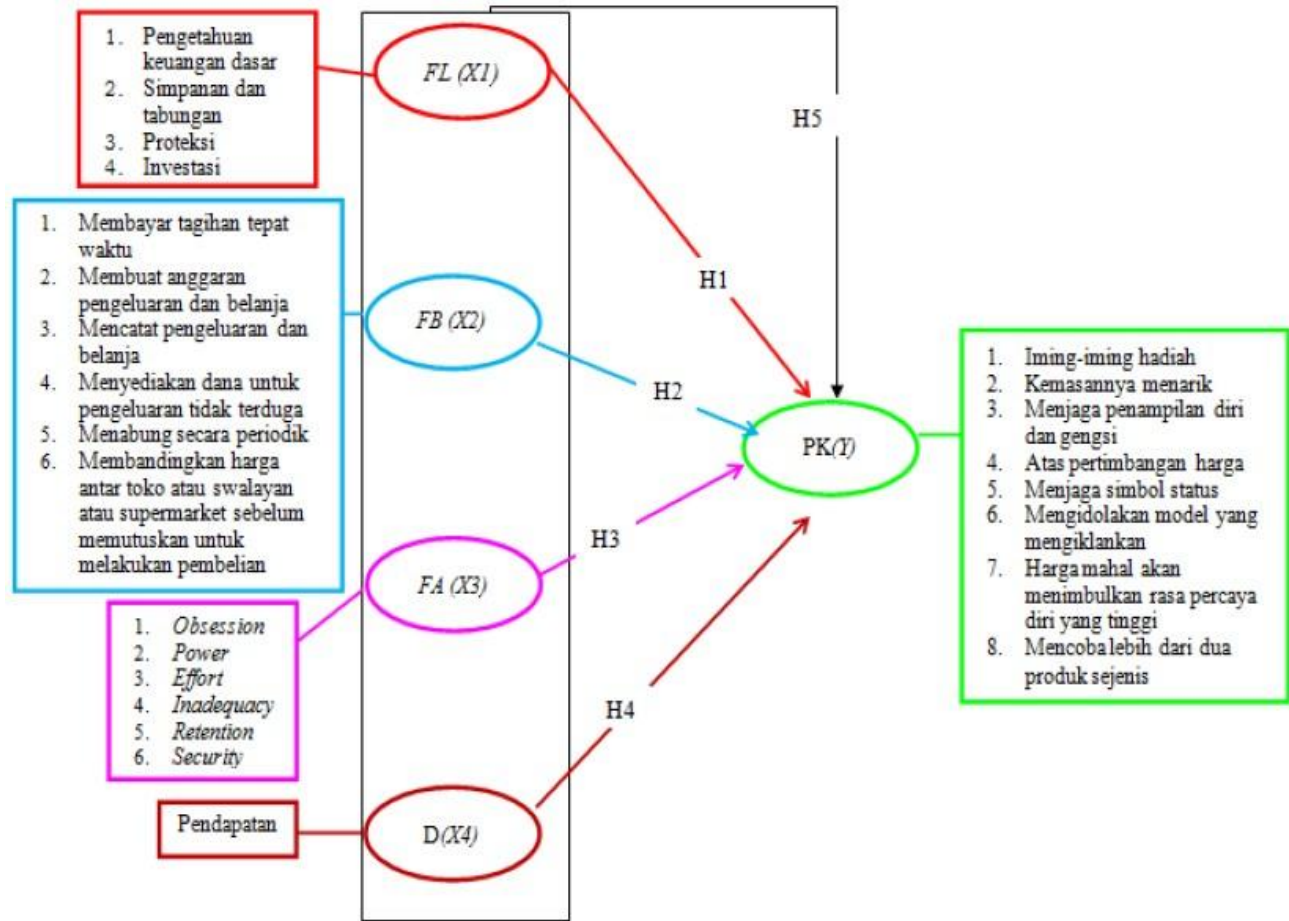 1. Pengetahuan
keuangan dasar
2. Simpanan dan
tabungan
3. Proteksi
4. Investasi
FL (X1)
H5
H1
1. Membayar tagihan tepat
waktu
2. Membuat anggaran
pengeluaran dan belanja
3. Mencatat pengeluaran dan
belanja
4. Menyediakan dana untuk
pengeluaran tidak terduga
5. Menabung secara periodik
6. Membandingkan harga
antar toko atau swalayan
atau supermarket sebelum
memutuskan untuk
melakukan pembelian
FB (X2)
H2
PK(Y)
1. Iming-iming hadiah
2. Kemasannya menarik
3. Menjaga penampilan diri
dan gengsi
4. Atas pertimbangan harga
5. Menjaga simbol status
6. Mengidolakan model yang
mengiklankan
7. Harga mahal akan
menimbulkan rasa percaya
diri yang tinggi
8. Mencoba lebih dari dua
produk sejenis
H3
FA (X3)
1. Obsession
2. Power
3. Effort
4. Inadequacy
5. Retention
6. Security
H4
Pendapatan
D(X4)